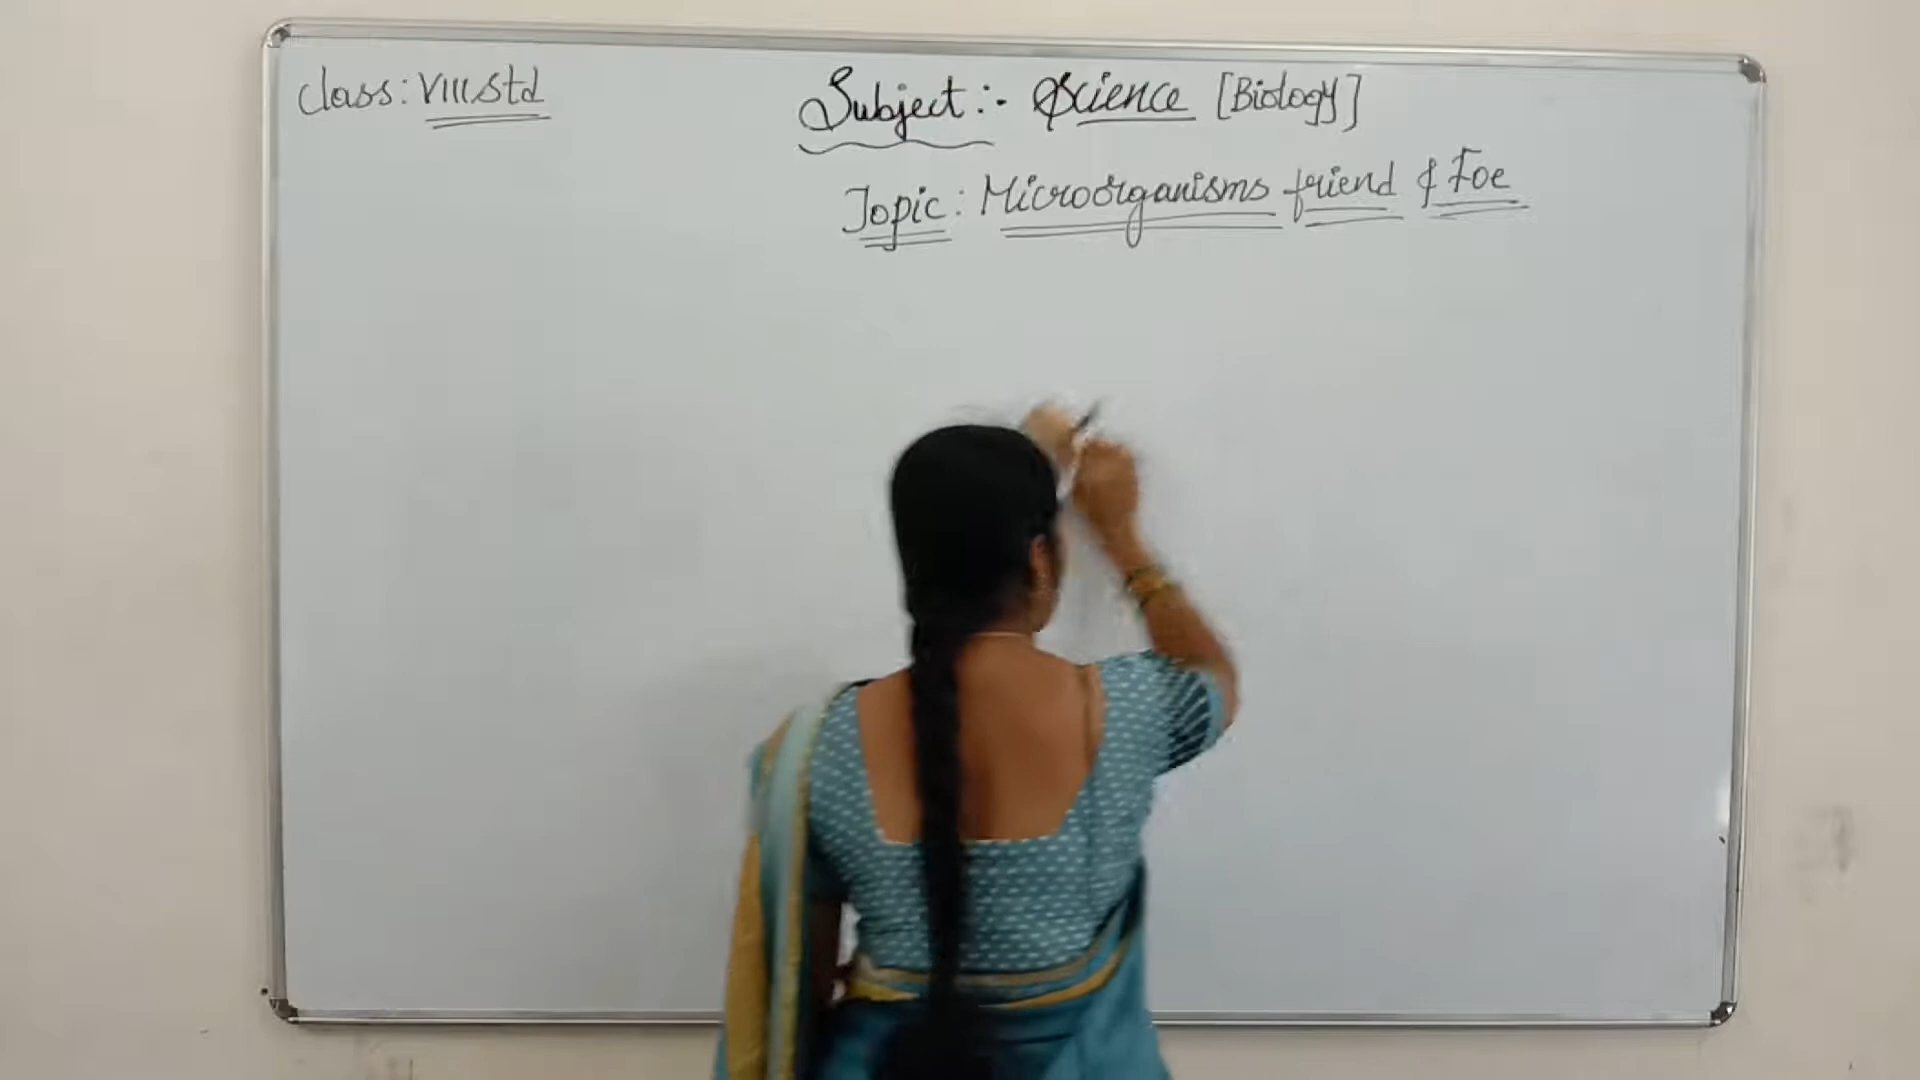 Class: VIII Std
Subject:- Science [Biology]
Topic: Microorganisms friend & Foe